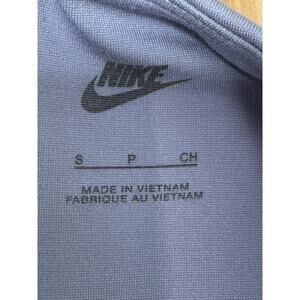 NIKE
S P CH
MADE IN VIETNAM
FABRIQUE AU VIETNAM